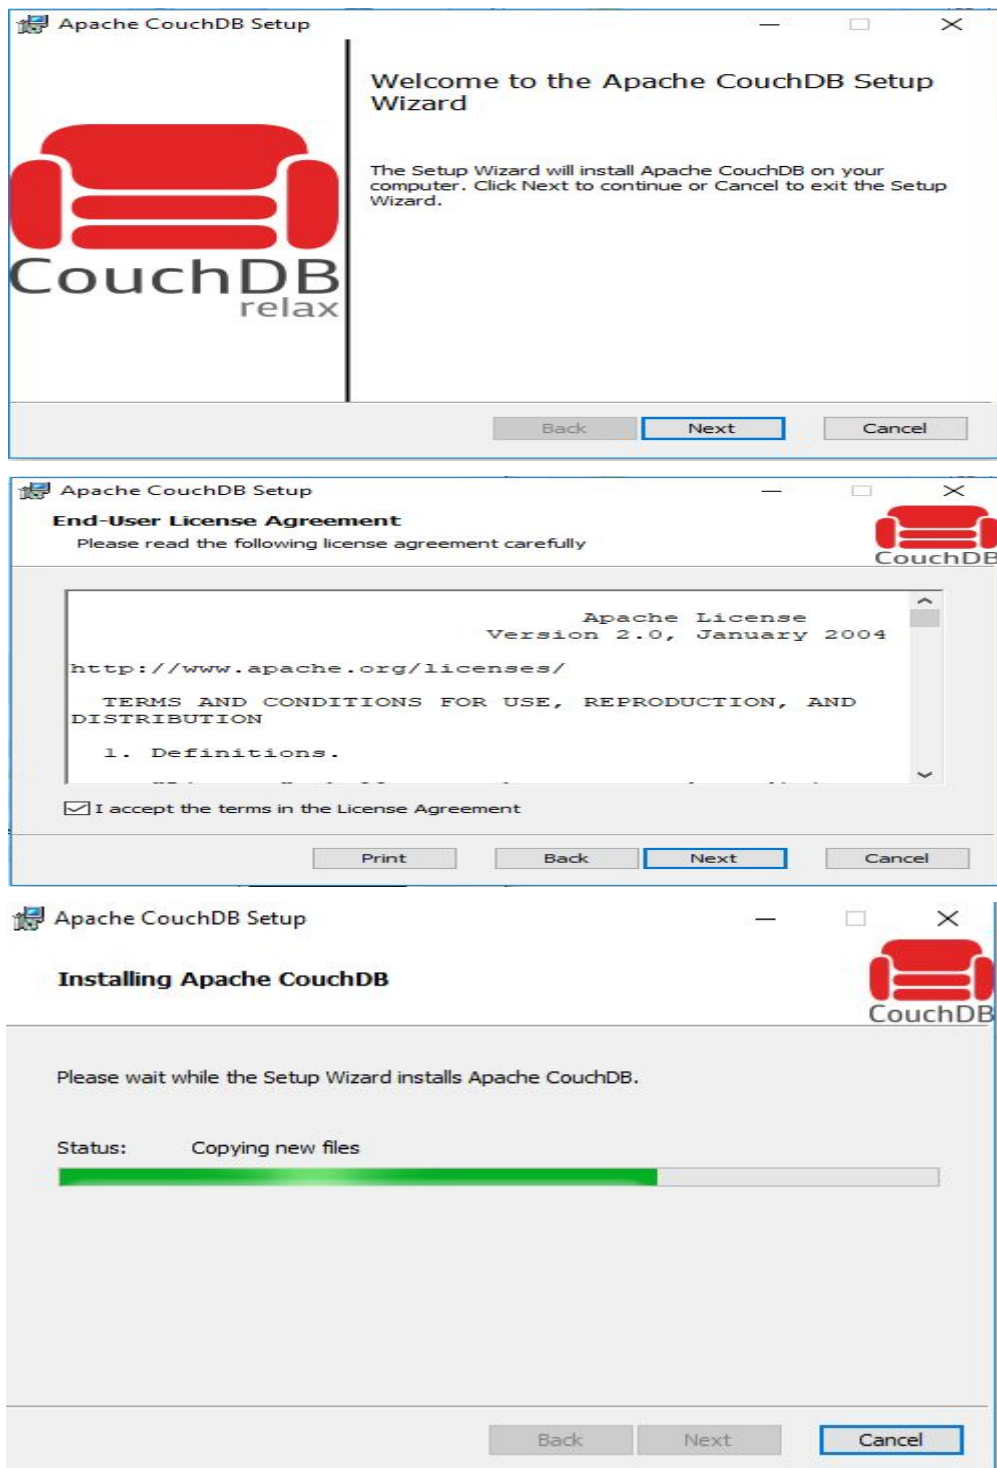 Apache CouchDB Setup
Welcome to the Apache CouchDB Setup
Wizard
The Setup Wizard will install Apache CouchDB on your
computer. Click Next to continue or Cancel to exit the Setup
Wizard.
CouchDB
relax
Back Next Cancel
Apache CouchDB Setup
End-User License Agreement
Please read the following license agreement carefully
CouchDB
Apache License
Version 2.0, January 2004
http://www.apache.org/licenses/
TERMS AND CONDITIONS FOR USE, REPRODUCTION, AND
DISTRIBUTION
1. Definitions.
I accept the terms in the License Agreement
Print Back Next Cancel
Apache CouchDB Setup
Installing Apache CouchDB
CouchDB
Please wait while the Setup Wizard installs Apache CouchDB.
Status: Copying new files
Back Next Cancel